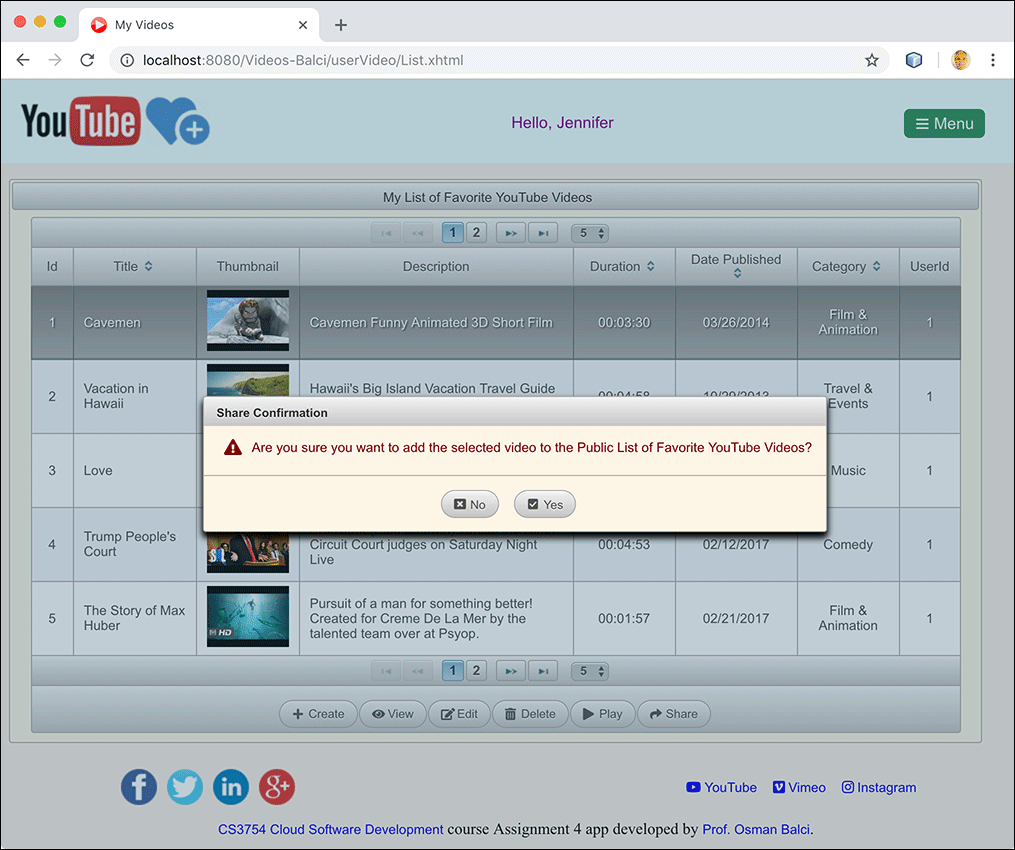 My Videos
localhost:8080/Videos-Balci/userVideo/List.xhtml
YouTube
Hello, Jennifer
Menu
My List of Favorite YouTube Videos
1 2 5
Id Title Thumbnail Description Duration Date Published Category UserId
1 Cavemen Cavemen Funny Animated 3D Short Film 00:03:30 03/26/2014 Film &
Animation 1
2 Vacation in
Hawaii Hawaii's Big Island Vacation Travel Guide 00:04:58 10/29/2013 Travel &
Events 1
Share Confirmation
Are you sure you want to add the selected video to the Public List of Favorite YouTube Videos?
No Yes
3 Love Music 1
4 Trump People's
Court Circuit Court judges on Saturday Night
Live 00:04:53 02/12/2017 Comedy 1
5 The Story of Max
Huber HD Pursuit of a man for something better!
Created for Creme De La Mer by the
talented team over at Psyop. 00:01:57 02/21/2017 Film &
Animation 1
1 2 5
Create View Edit Delete Play Share
YouTube Vimeo Instagram
CS3754 Cloud Software Development course Assignment 4 app developed by Prof. Osman Balci.